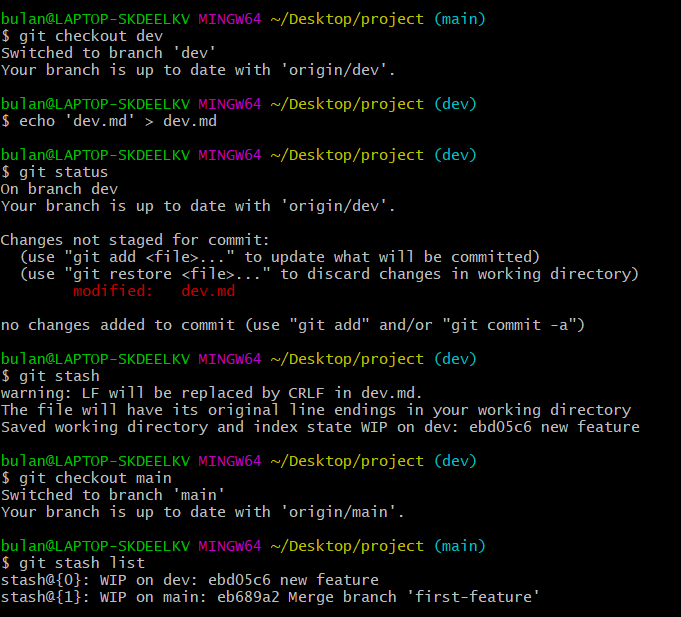 bulan@LAPTOP-SKDEELKV MINGW64 ~/Desktop/project (main)
$ git checkout dev
Switched to branch 'dev'
Your branch is up to date with 'origin/dev'.
bulan@LAPTOP-SKDEELKV MINGW64 ~/Desktop/project (dev)
$ echo 'dev.md' > dev.md
bulan@LAPTOP-SKDEELKV MINGW64 ~/Desktop/project (dev)
$ git status
On branch dev
Your branch is up to date with 'origin/dev'.
Changes not staged for commit:
  (use "git add <file>..." to update what will be committed)
  (use "git restore <file>..." to discard changes in working directory)
        modified:   dev.md
no changes added to commit (use "git add" and/or "git commit -a")
bulan@LAPTOP-SKDEELKV MINGW64 ~/Desktop/project (dev)
$ git stash
warning: LF will be replaced by CRLF in dev.md.
The file will have its original line endings in your working directory
Saved working directory and index state WIP on dev: ebd05c6 new feature
bulan@LAPTOP-SKDEELKV MINGW64 ~/Desktop/project (dev)
$ git checkout main
Switched to branch 'main'
Your branch is up to date with 'origin/main'.
bulan@LAPTOP-SKDEELKV MINGW64 ~/Desktop/project (main)
$ git stash list
stash@{0}: WIP on dev: ebd05c6 new feature
stash@{1}: WIP on main: eb689a2 Merge branch 'first-feature'